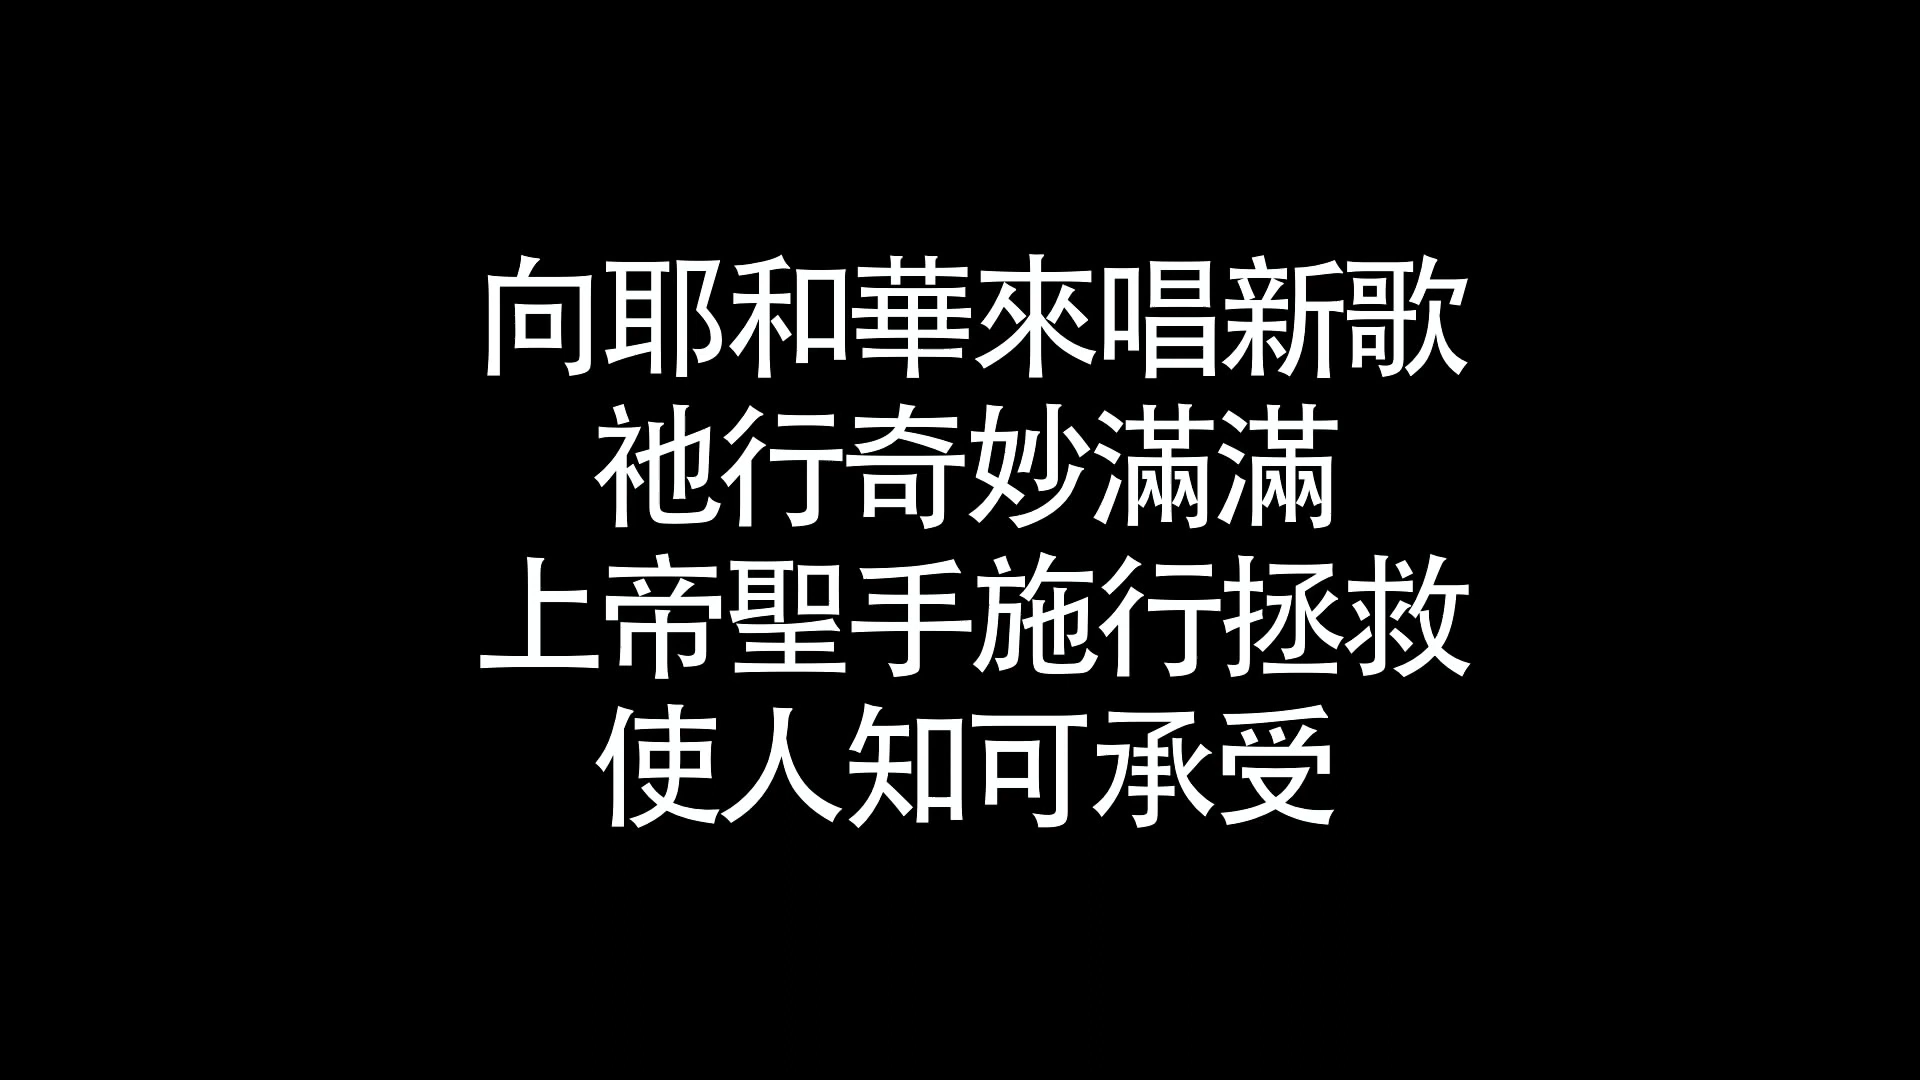 向耶和華來唱新歌
祂行奇妙滿滿
上帝聖手施行拯救
使人知可承受